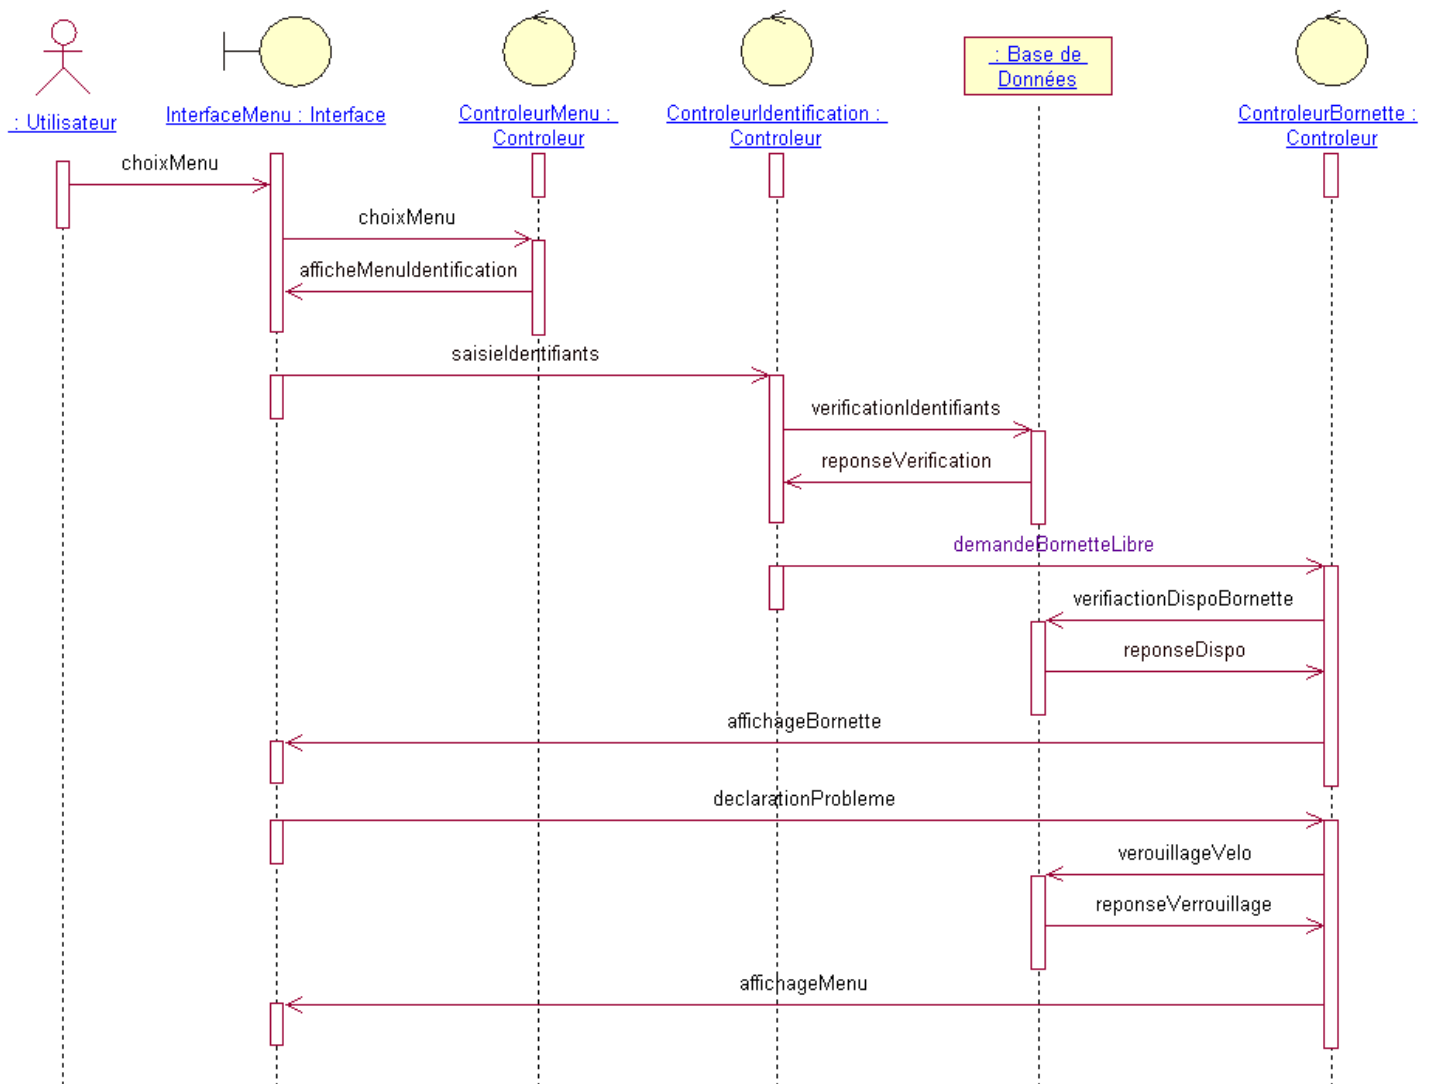 : Utilisateur
InterfaceMenu : Interface
ControleurMenu :
Controleur
ControleurIdentification :
Controleur
: Base de
Données
ControleurBornette :
Controleur
choixMenu
choixMenu
afficheMenuIdentification
saisieIdentifiants
verificationIdentifiants
reponseVerification
demandeBornetteLibre
verifiactionDispoBornette
reponseDispo
affichageBornette
declarationProbleme
verouillageVelo
reponseVerrouillage
affichageMenu